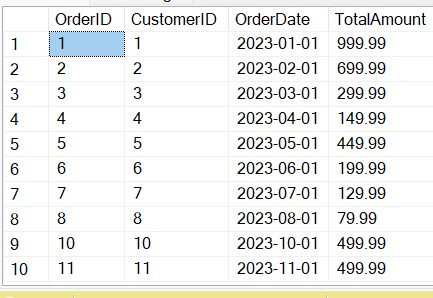 OrderID CustomerID OrderDate TotalAmount
1 1 1 2023-01-01 999.99
2 2 2 2023-02-01 699.99
3 3 3 2023-03-01 299.99
4 4 4 2023-04-01 149.99
5 5 5 2023-05-01 449.99
6 6 6 2023-06-01 199.99
7 7 7 2023-07-01 129.99
8 8 8 2023-08-01 79.99
9 10 10 2023-10-01 499.99
10 11 11 2023-11-01 499.99